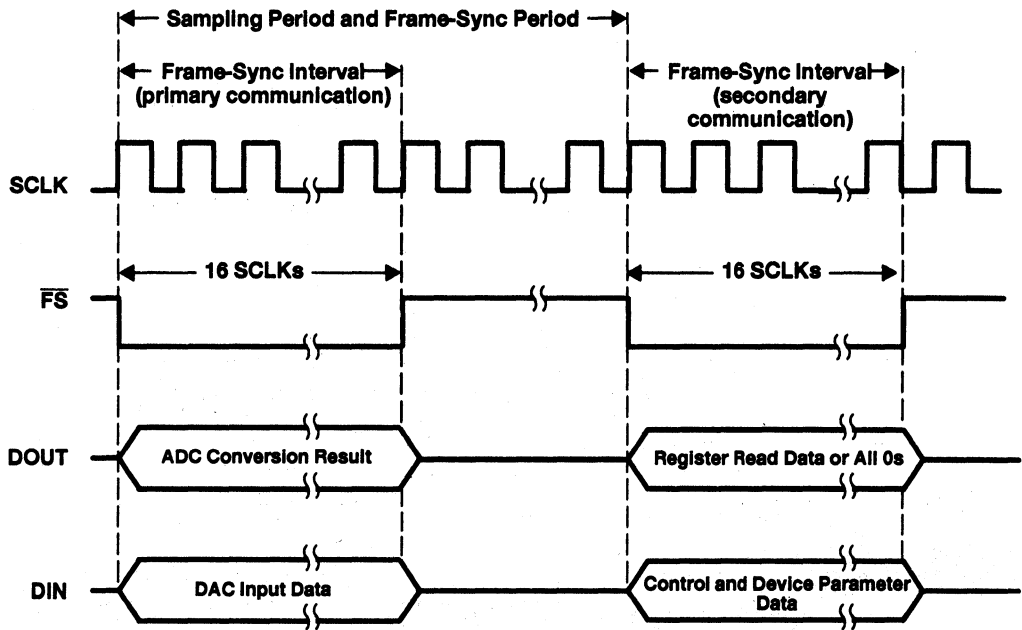 Sampling Period and Frame-Sync Period
Frame-Sync Interval
(primary communication)
Frame-Sync Interval
(secondary
communication)
SCLK
16 SCLKs
16 SCLKs
FS
DOUT
ADC Conversion Result
Register Read Data or All 0s
DIN
DAC Input Data
Control and Device Parameter
Data